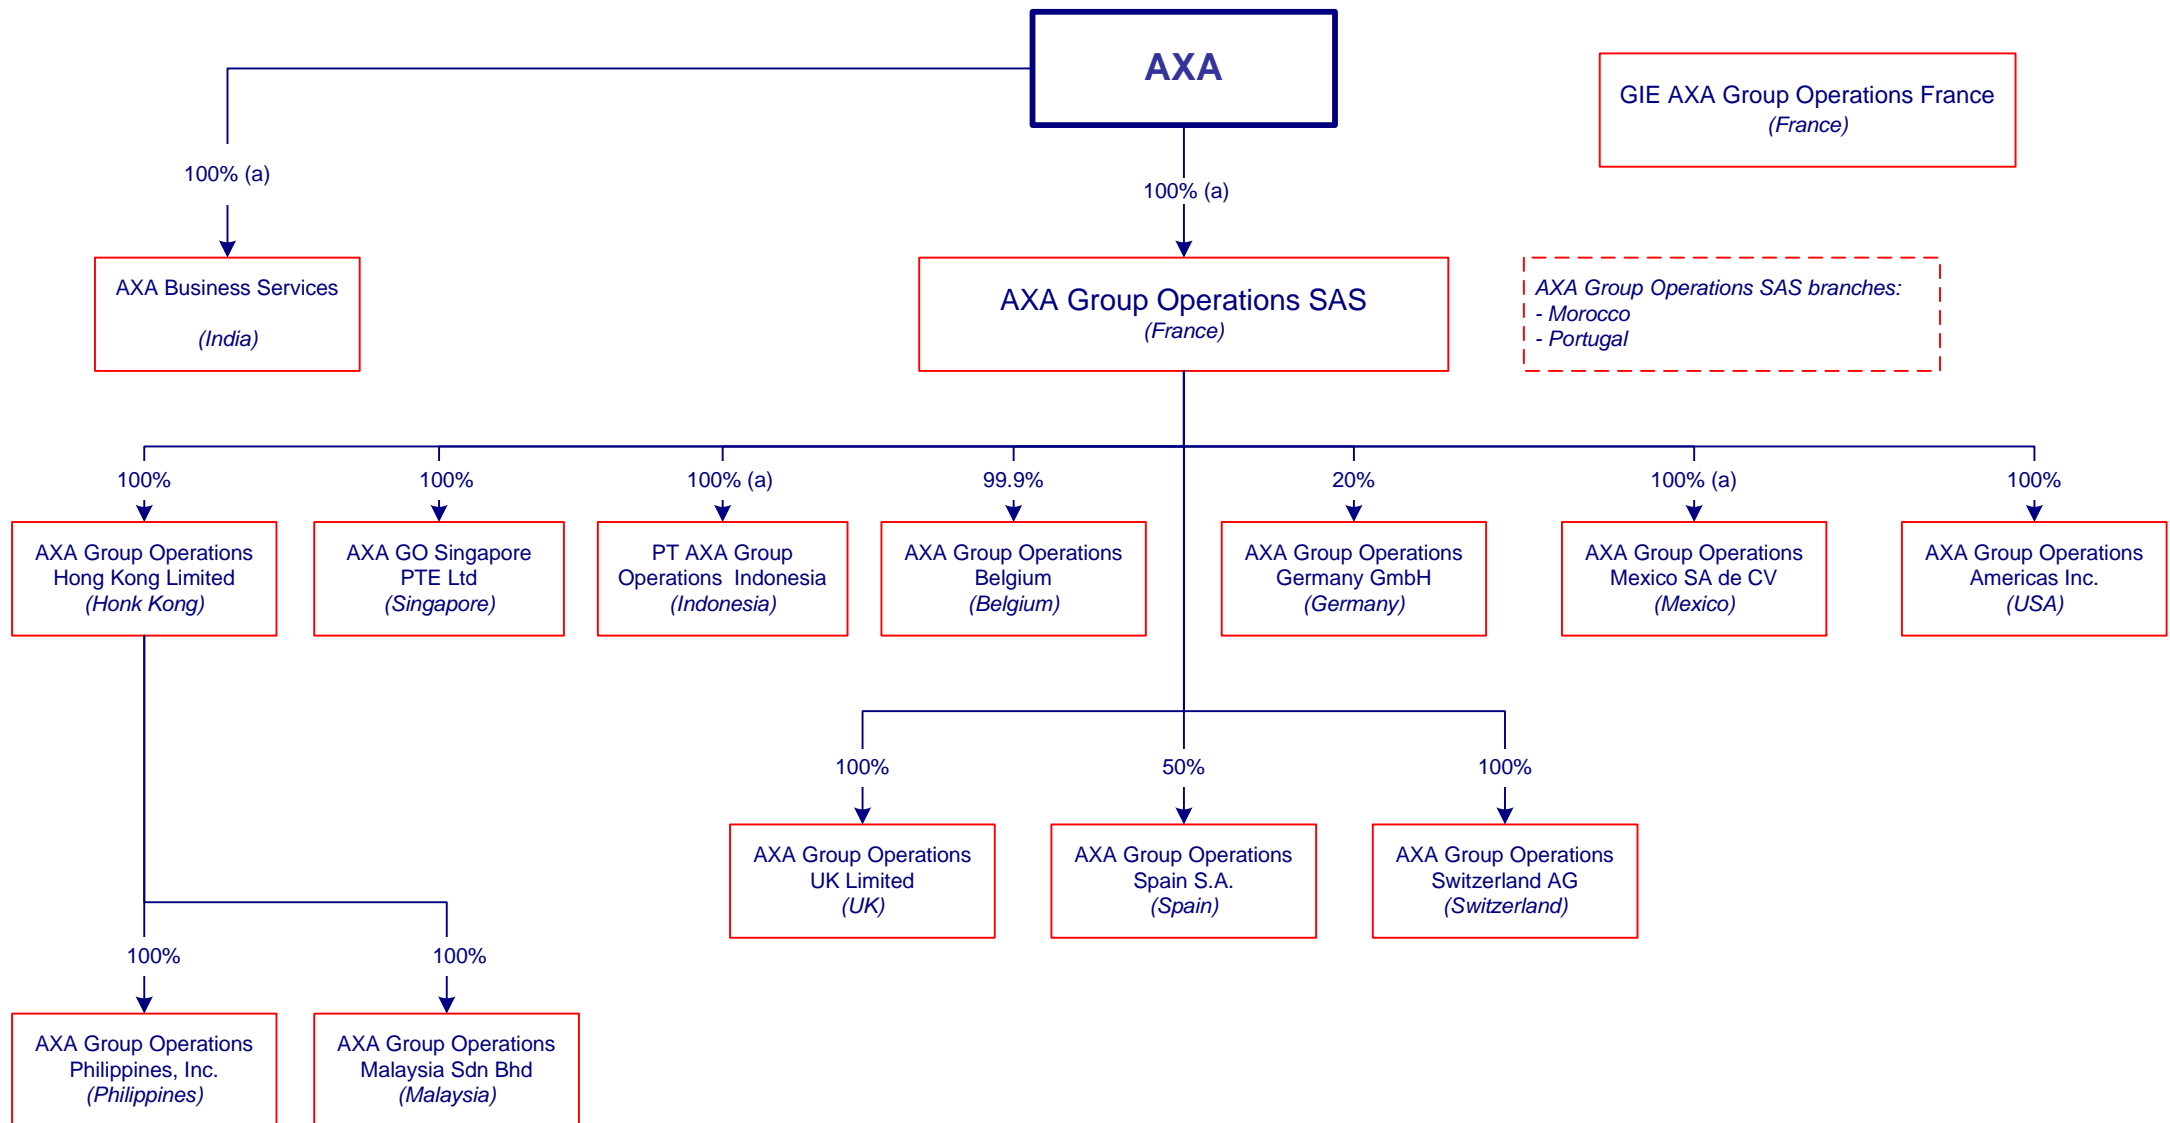 AXA
GIE AXA Group Operations France
(France)
100% (a)
100% (a)
AXA Business Services
(India)
AXA Group Operations SAS
(France)
AXA Group Operations SAS branches:
- Morocco
- Portugal
100%
100%
100% (a)
99.9%
20%
100% (a)
100%
AXA Group Operations
Hong Kong Limited
(Honk Kong)
AXA GO Singapore
PTE Ltd
(Singapore)
PT AXA Group
Operations  Indonesia
(Indonesia)
AXA Group Operations
Belgium
(Belgium)
AXA Group Operations
Germany GmbH
(Germany)
AXA Group Operations
Mexico SA de CV
(Mexico)
AXA Group Operations
Americas Inc.
(USA)
100%
50%
100%
AXA Group Operations
UK Limited
(UK)
AXA Group Operations
Spain S.A.
(Spain)
AXA Group Operations
Switzerland AG
(Switzerland)
100%
100%
AXA Group Operations
Philippines, Inc.
(Philippines)
AXA Group Operations
Malaysia Sdn Bhd
(Malaysia)